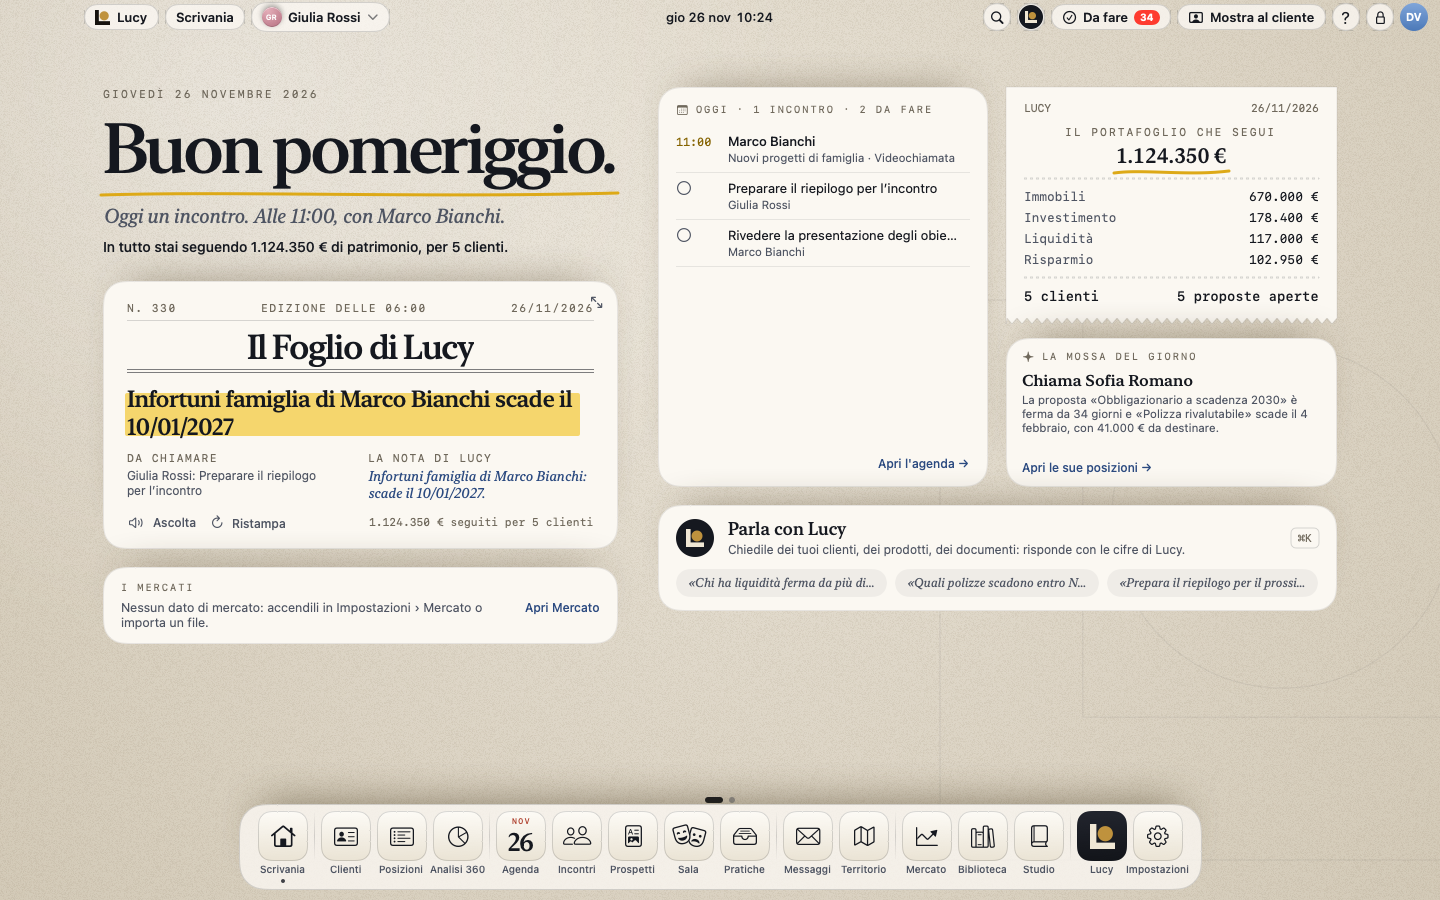 Lucy
Scrivania
GR
Giulia Rossi
gio 26 nov 10:24
Da fare
34
Mostra al cliente
?
DV
GIOVEDÌ 26 NOVEMBRE 2026
Buon pomeriggio.
Oggi un incontro. Alle 11:00, con Marco Bianchi.
In tutto stai seguendo 1.124.350 € di patrimonio, per 5 clienti.
N. 330
EDIZIONE DELLE 06:00
26/11/2026
Il Foglio di Lucy
Infortuni famiglia di Marco Bianchi scade il
10/01/2027
DA CHIAMARE
Giulia Rossi: Preparare il riepilogo
per l'incontro
LA NOTA DI LUCY
Infortuni famiglia di Marco Bianchi:
scade il 10/01/2027.
Ascolta
Ristampa
1.124.350 € seguiti per 5 clienti
I MERCATI
Nessun dato di mercato: accendili in Impostazioni › Mercato o
importa un file.
Apri Mercato
OGGI · 1 INCONTRO · 2 DA FARE
11:00
Marco Bianchi
Nuovi progetti di famiglia · Videochiamata
Preparare il riepilogo per l'incontro
Giulia Rossi
Rivedere la presentazione degli obie...
Marco Bianchi
Apri l'agenda →
LUCY
26/11/2026
IL PORTAFOGLIO CHE SEGUI
1.124.350 €
Immobili 670.000 €
Investimento 178.400 €
Liquidità 117.000 €
Risparmio 102.950 €
5 clienti 5 proposte aperte
LA MOSSA DEL GIORNO
Chiama Sofia Romano
La proposta «Obbligazionario a scadenza 2030» è
ferma da 34 giorni e «Polizza rivalutabile» scade il 4
febbraio, con 41.000 € da destinare.
Apri le sue posizioni →
Parla con Lucy
Chiedile dei tuoi clienti, dei prodotti, dei documenti: risponde con le cifre di Lucy.
⌘K
«Chi ha liquidità ferma da più di...
«Quali polizze scadono entro N...
«Prepara il riepilogo per il prossi...
NOV
26
Scrivania
Clienti
Posizioni
Analisi 360
Agenda
Incontri
Prospetti
Sala
Pratiche
Messaggi
Territorio
Mercato
Biblioteca
Studio
Lucy
Impostazioni